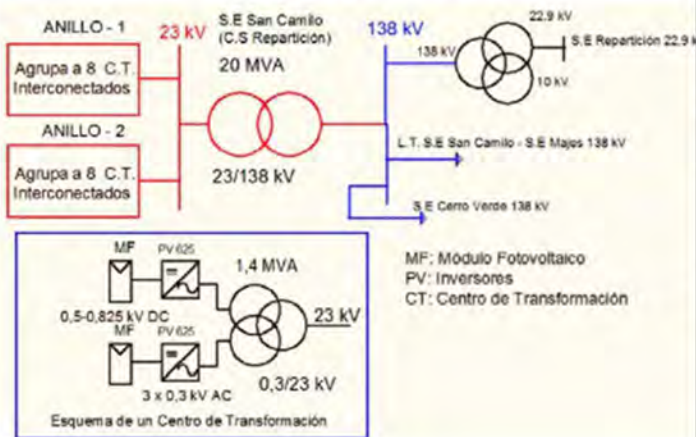 ANILLO - 1
Agrupa a 8 C.T.
Interconectados
ANILLO - 2
Agrupa a 8 C.T.
Interconectados
23 kV
S.E San Camilo
(C.S Repartición)
20 MVA
23/138 kV
138 kV
138 kV
22.9 kV
10 kV
S.E Repartición 22.9 k
L.T. S.E San Camilo - S.E Majes 138 kV
S.E Cerro Verde 138 kV
MF
PV 625
0,5-0,825 kV DC
MF
PV 625
3 x 0,3 kV AC
1,4 MVA
23 kV
0,3/23 kV
Esquema de un Centro de Transformación
MF: Módulo Fotovoltaico
PV: Inversores
CT: Centro de Transformación